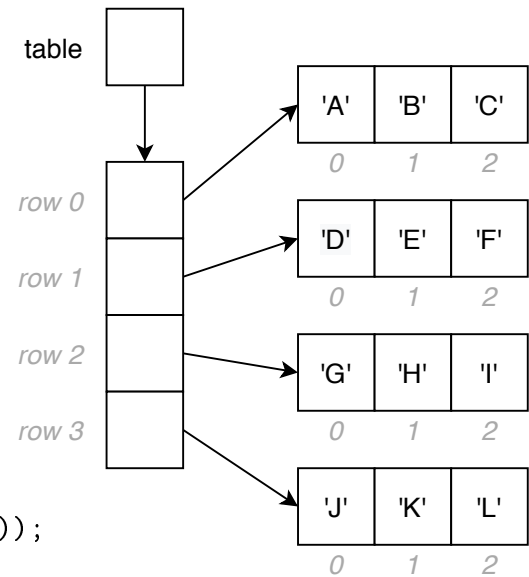 table
'A' 'B' 'C'
0 1 2
row 0
'D' 'E' 'F'
row 1
0 1 2
row 2
'G' 'H' 'I'
row 3
0 1 2
'J' 'K' 'L'
));
0 1 2